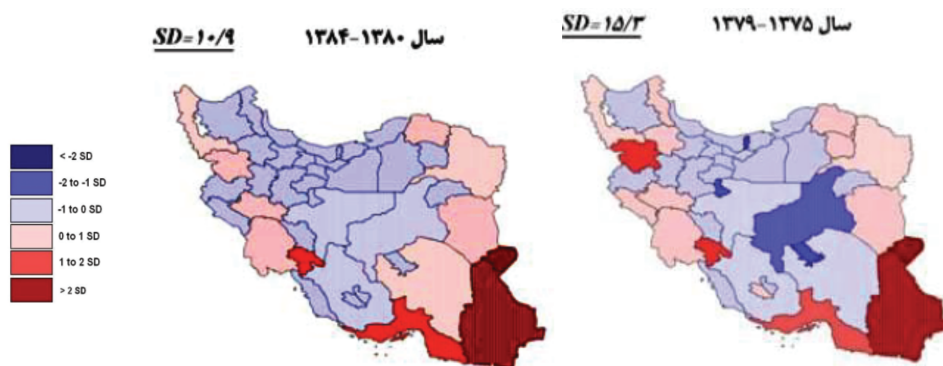 سال ۱۳۷۵-۱۳۷۹
SD=۱۵/۳
سال ۱۳۸۰-۱۳۸۴
SD=۱۰/۹
< -2 SD
-2 to -1 SD
-1 to 0 SD
0 to 1 SD
1 to 2 SD
> 2 SD